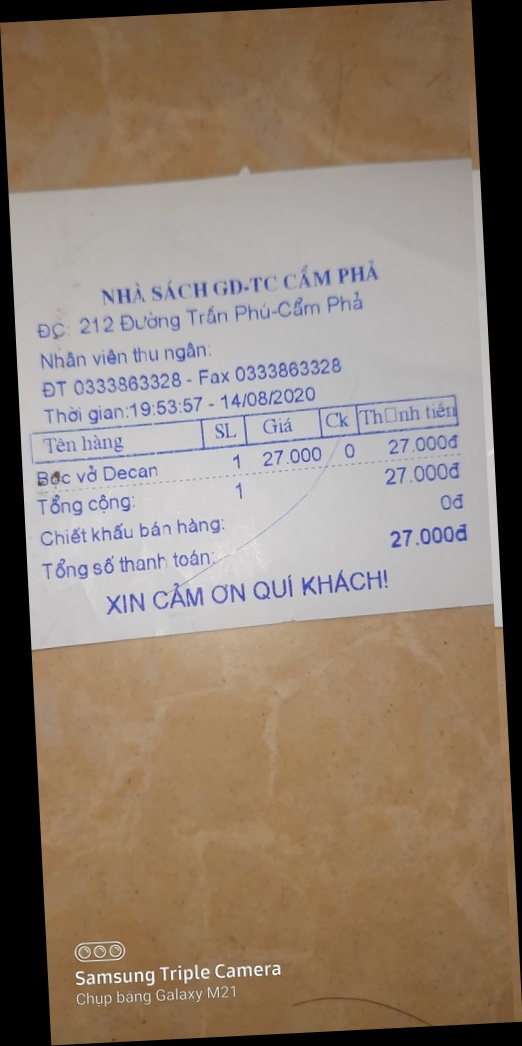 NHÀ SÁCH GD-TC CẨM PHẢ
ĐC: 212 Đường Trần Phú-Cẩm Phả
Nhân viên thu ngân:
ĐT 0333863328 - Fax 0333863328
Thời gian:19:53:57 - 14/08/2020
Tên hàng SL Giá Ck Th□nh tiền
Bọc vở Decan 1 27.000 0 27.000đ
Tổng cộng: 1 27.000đ
Chiết khấu bán hàng: 0đ
Tổng số thanh toán: 27.000đ
XIN CẢM ƠN QUÍ KHÁCH!
Samsung Triple Camera
Chụp bằng Galaxy M21